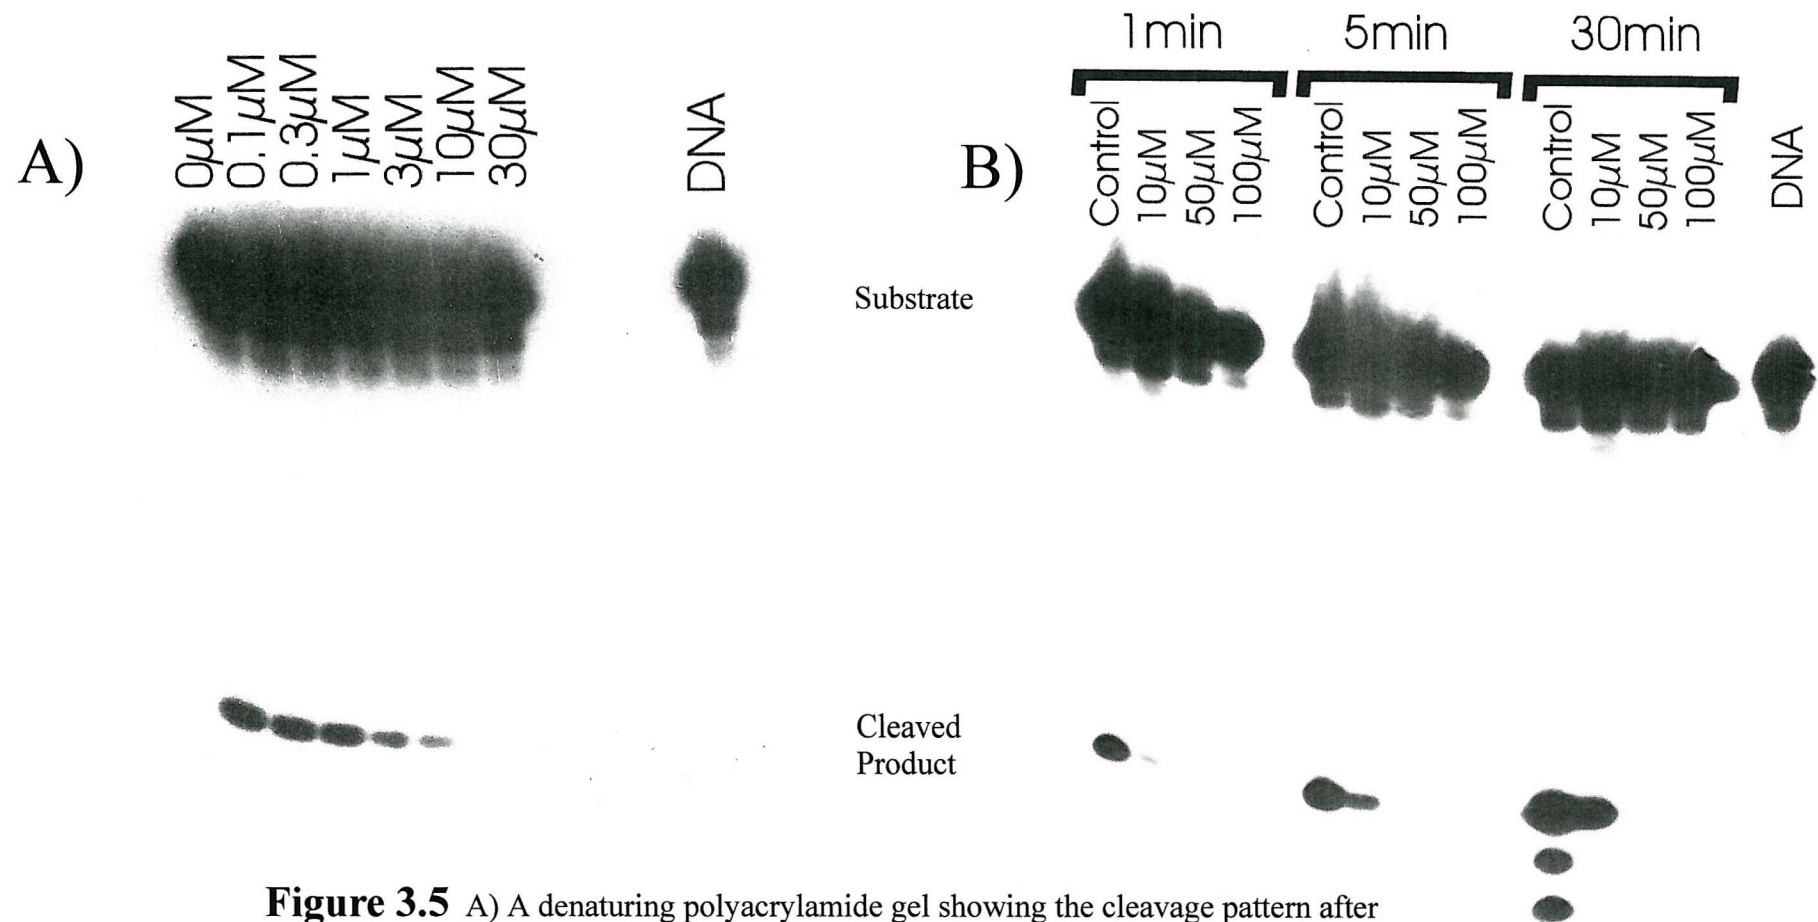 A)
0μM
0.1μM
0.3μM
1μM
3μM
10μM
30μM
DNA
Substrate
Cleaved
Product
B)
1min
5min
30min
Control
10μM
50μM
100μM
Control
10μM
50μM
100μM
Control
10μM
50μM
100μM
DNA
Figure 3.5 A) A denaturing polyacrylamide gel showing the cleavage pattern after